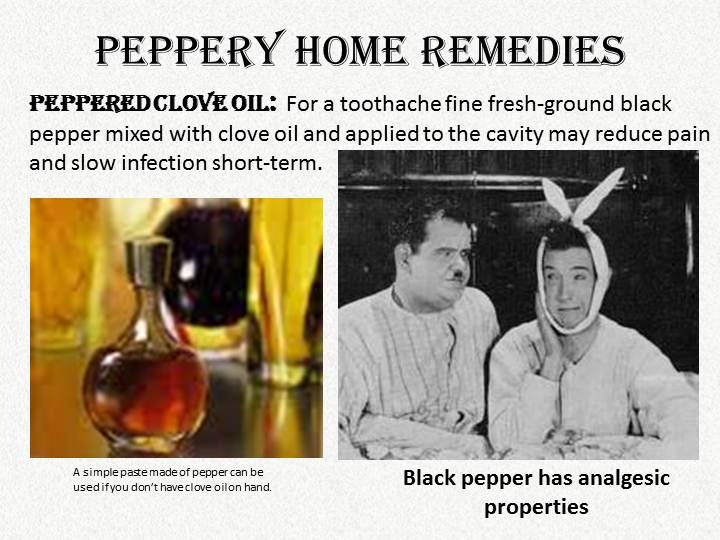 PEPPERY HOME REMEDIES
PEPPERED CLOVE OIL: For a toothache fine fresh-ground black
pepper mixed with clove oil and applied to the cavity may reduce pain
and slow infection short-term.
A simple paste made of pepper can be
used if you don't have clove oil on hand.
Black pepper has analgesic
properties